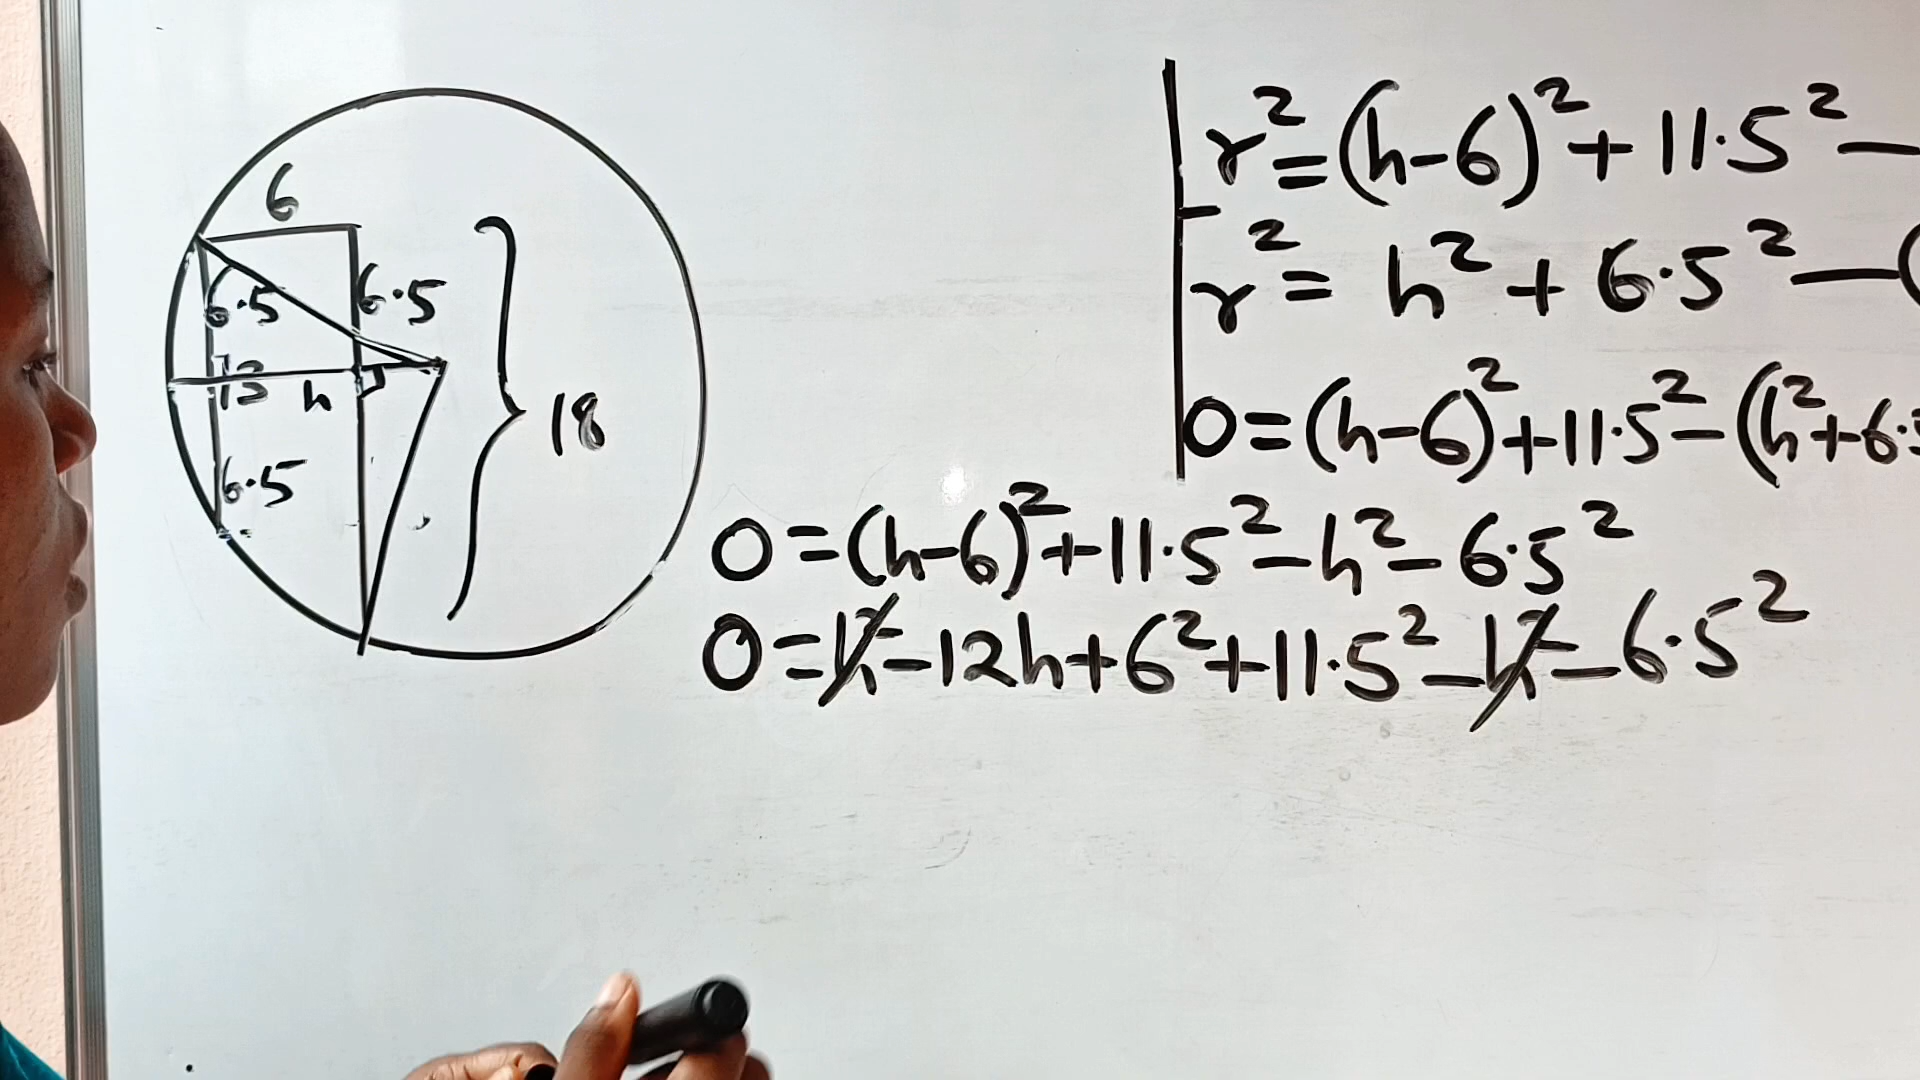 6
6.5
6.5
13
h
6.5
18
r²=(h-6)²+11.5²—
r²= h²+6.5²—(
0=(h-6)²+11.5²-(h²+6.5
0=(h-6)²+11.5²-h²-6.5²
0=h²-12h+6²+11.5²-h²-6.5²